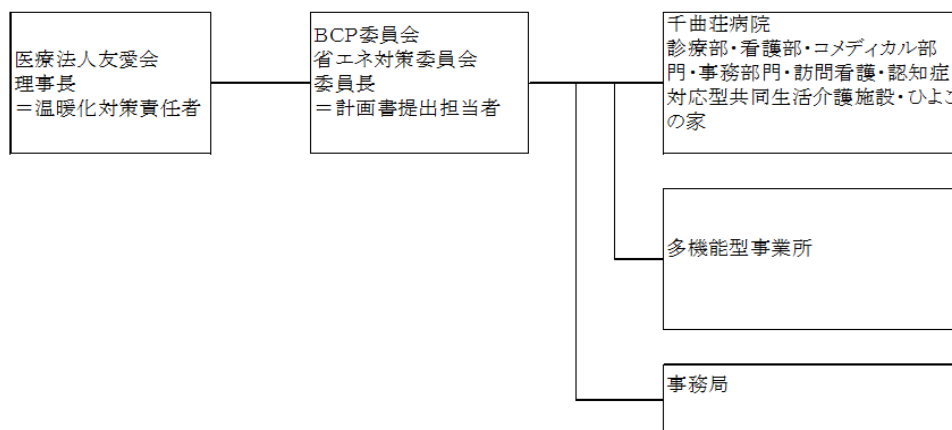 医療法人友愛会
理事長
＝温暖化対策責任者
BCP委員会
省エネ対策委員会
委員長
＝計画書提出担当者
千曲荘病院
診療部・看護部・コメディカル部
門・事務部門・訪問看護・認知症
対応型共同生活介護施設・ひよこ
の家
多機能型事業所
事務局